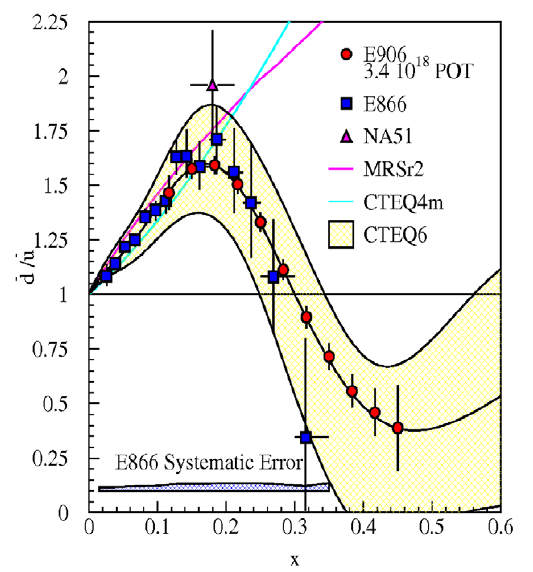 2.25
2
1.75
1.5
1.25
1
0.75
0.5
0.25
0
d /u
E906
3.4 10^18 POT
E866
NA51
MRSr2
CTEQ4m
CTEQ6
E866 Systematic Error
0 0.1 0.2 0.3 0.4 0.5 0.6
x